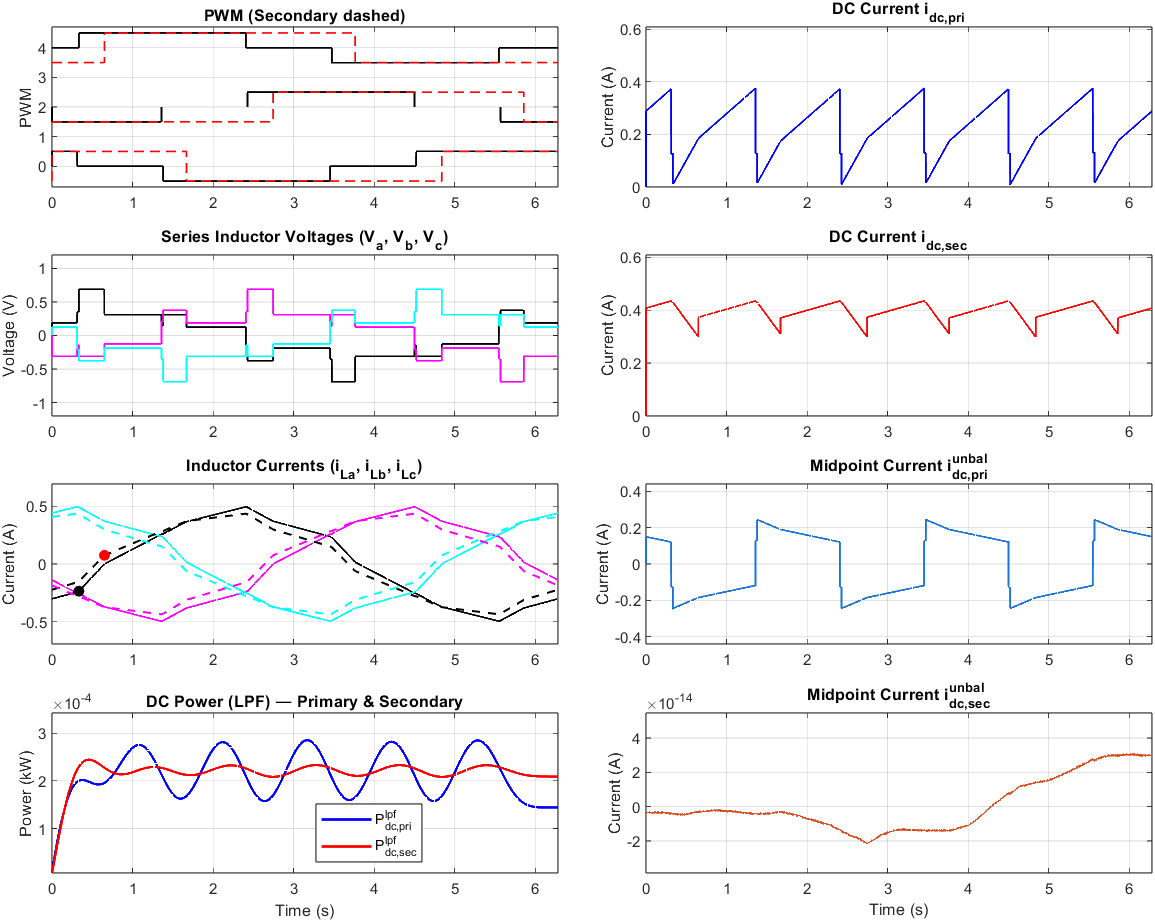 PWM (Secondary dashed)
PWM
4
3
2
1
0
0 1 2 3 4 5 6
DC Current i_dc,pri
Current (A)
0.6
0.4
0.2
0
0 1 2 3 4 5 6
Series Inductor Voltages (V_a, V_b, V_c)
Voltage (V)
1
0.5
0
-0.5
-1
0 1 2 3 4 5 6
DC Current i_dc,sec
Current (A)
0.6
0.4
0.2
0
0 1 2 3 4 5 6
Inductor Currents (i_La, i_Lb, i_Lc)
Current (A)
0.5
0
-0.5
0 1 2 3 4 5 6
Midpoint Current i^unbal_dc,pri
Current (A)
0.4
0.2
0
-0.2
-0.4
0 1 2 3 4 5 6
DC Power (LPF) — Primary & Secondary
×10^-4
Power (kW)
3
2
1
P^lpf_dc,pri
P^lpf_dc,sec
0 1 2 3 4 5 6
Time (s)
Midpoint Current i^unbal_dc,sec
×10^-14
Current (A)
4
2
0
-2
0 1 2 3 4 5 6
Time (s)